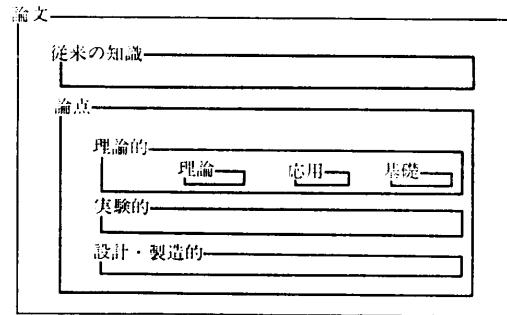 論文
従来の知識
論点
理論的
理論 応用 基礎
実験的
設計・製造的